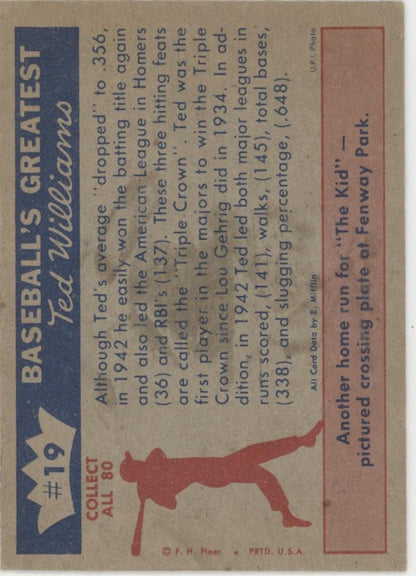 #19
BASEBALL'S GREATEST
Ted Williams
COLLECT
ALL 80
Although Ted's average "dropped" to .356,
in 1942 he easily won the batting title again
and also led the American League in Homers
(36) and RBI's (137). These three hitting feats
are called the "Triple Crown". Ted was the
first player in the majors to win the Triple
Crown since Lou Gehrig did in 1934. In ad-
dition, in 1942 Ted led both major leagues in
runs scored, (141), walks, (145), total bases,
(338), and slugging percentage, (.648).
All Card Data by E. Mifflin
U.P.I Photo
© F. H. Fleer • PRTD. U.S.A.
Another home run for "The Kid" —
pictured crossing plate at Fenway Park.